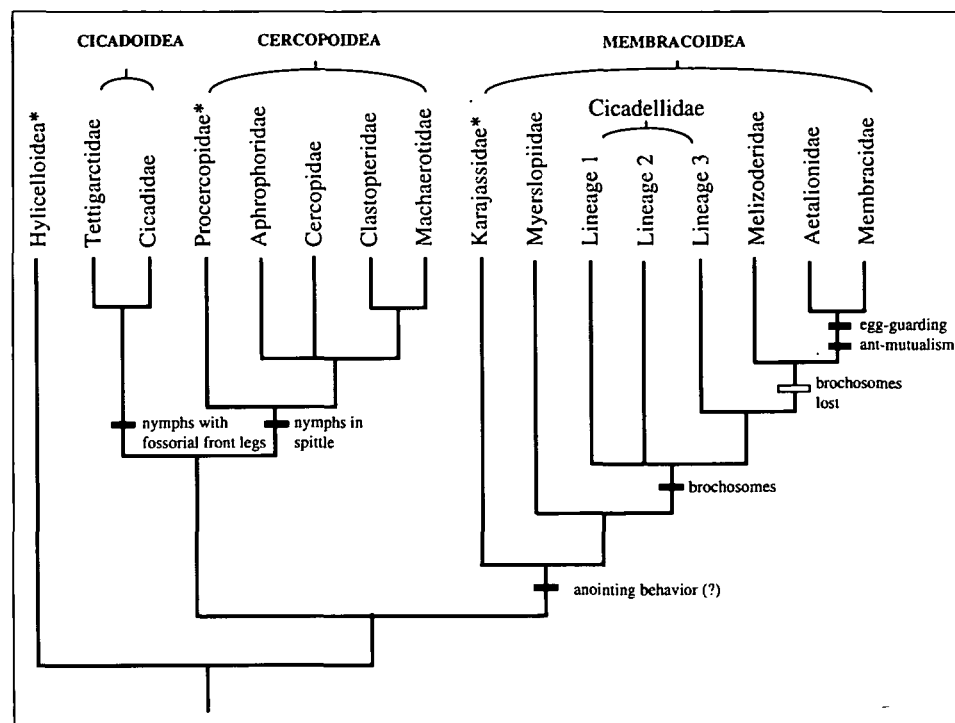 CICADOIDEA
CERCOPOIDEA
MEMBRACOIDEA
Cicadellidae
Hylicelloidea*
Tettigarctidae
Cicadidae
Procercopidae*
Aphrophoridae
Cercopidae
Clastopteridae
Machaerotidae
Karajassidae*
Myerslopiidae
Lineage 1
Lineage 2
Lineage 3
Melizoderidae
Aetalionidae
Membracidae
egg-guarding
ant-mutualism
brochosomes
lost
nymphs with
fossorial front legs
nymphs in
spittle
brochosomes
anointing behavior (?)